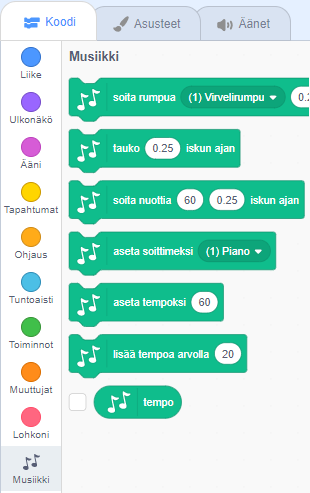 Koodi
Asusteet
Äänet
Liike
Ulkonäkö
Ääni
Tapahtumat
Ohjaus
Tuntoaisti
Toiminnot
Muuttujat
Lohkoni
Musiikki
Musiikki
soita rumpua (1) Virvelirumpu
tauko 0.25 iskun ajan
soita nuottia 60 0.25 iskun ajan
aseta soittimeksi (1) Piano
aseta tempoksi 60
lisää tempoa arvolla 20
tempo